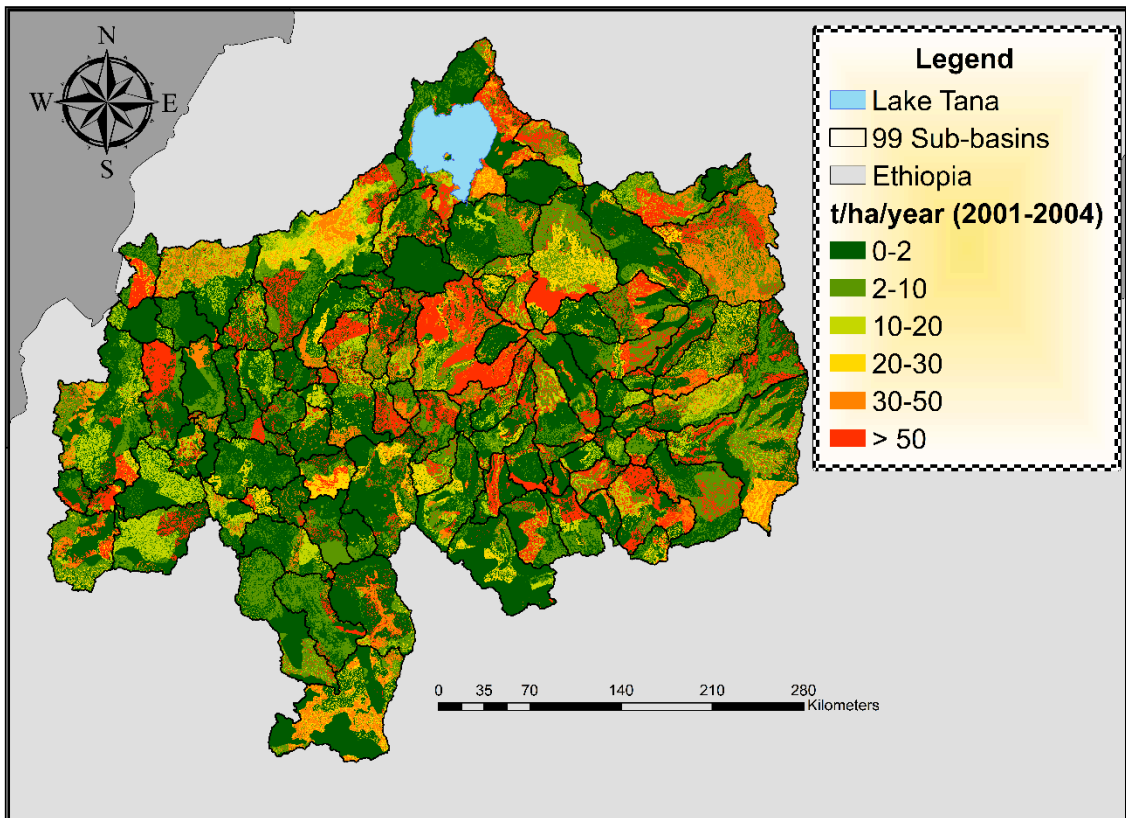 N
W
E
S
Legend
Lake Tana
99 Sub-basins
Ethiopia
t/ha/year (2001-2004)
0-2
2-10
10-20
20-30
30-50
> 50
0 35 70 140 210 280
Kilometers